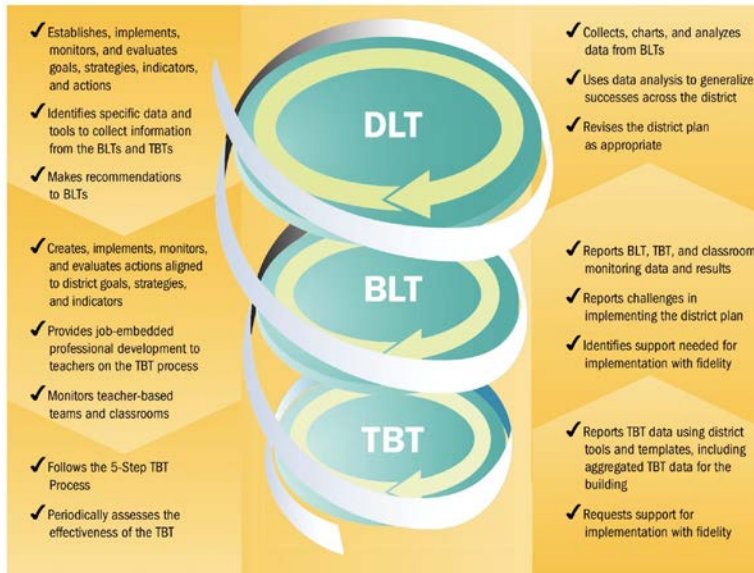 ✓ Establishes, implements,
monitors, and evaluates
goals, strategies, indicators,
and actions
✓ Identifies specific data and
tools to collect information
from the BLTs and TBTs
✓ Makes recommendations
to BLTs
✓ Creates, implements, monitors,
and evaluates actions aligned
to district goals, strategies,
and indicators
✓ Provides job-embedded
professional development to
teachers on the TBT process
✓ Monitors teacher-based
teams and classrooms
✓ Follows the 5-Step TBT
Process
✓ Periodically assesses the
effectiveness of the TBT
DLT
BLT
TBT
✓ Collects, charts, and analyzes
data from BLTs
✓ Uses data analysis to generalize
successes across the district
✓ Revises the district plan
as appropriate
✓ Reports BLT, TBT, and classroom
monitoring data and results
✓ Reports challenges in
implementing the district plan
✓ Identifies support needed for
implementation with fidelity
✓ Reports TBT data using district
tools and templates, including
aggregated TBT data for the
building
✓ Requests support for
implementation with fidelity